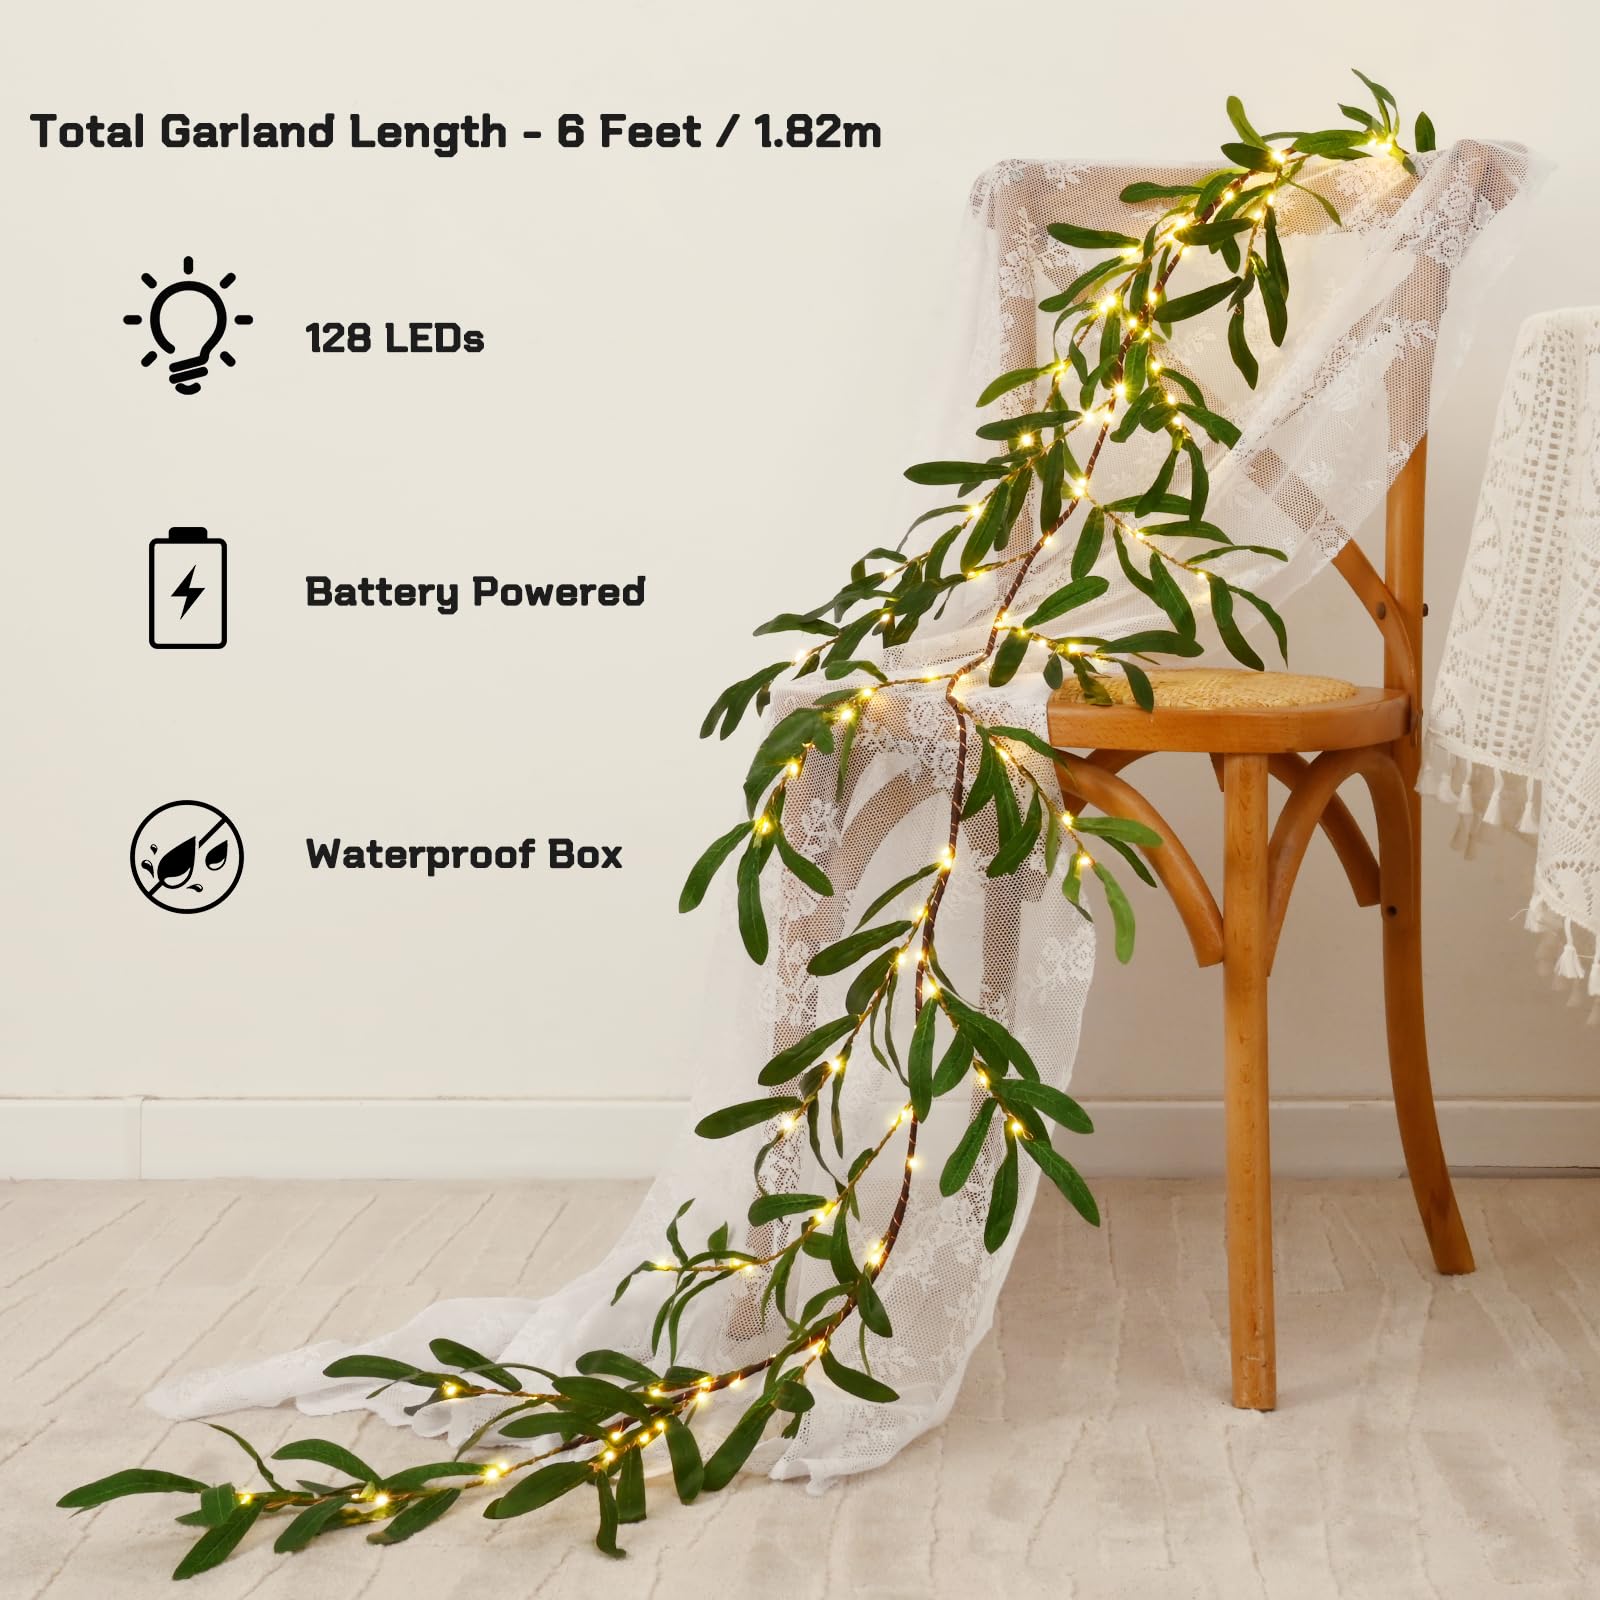 Total Garland Length - 6 Feet / 1.82m
128 LEDs
Battery Powered
Waterproof Box